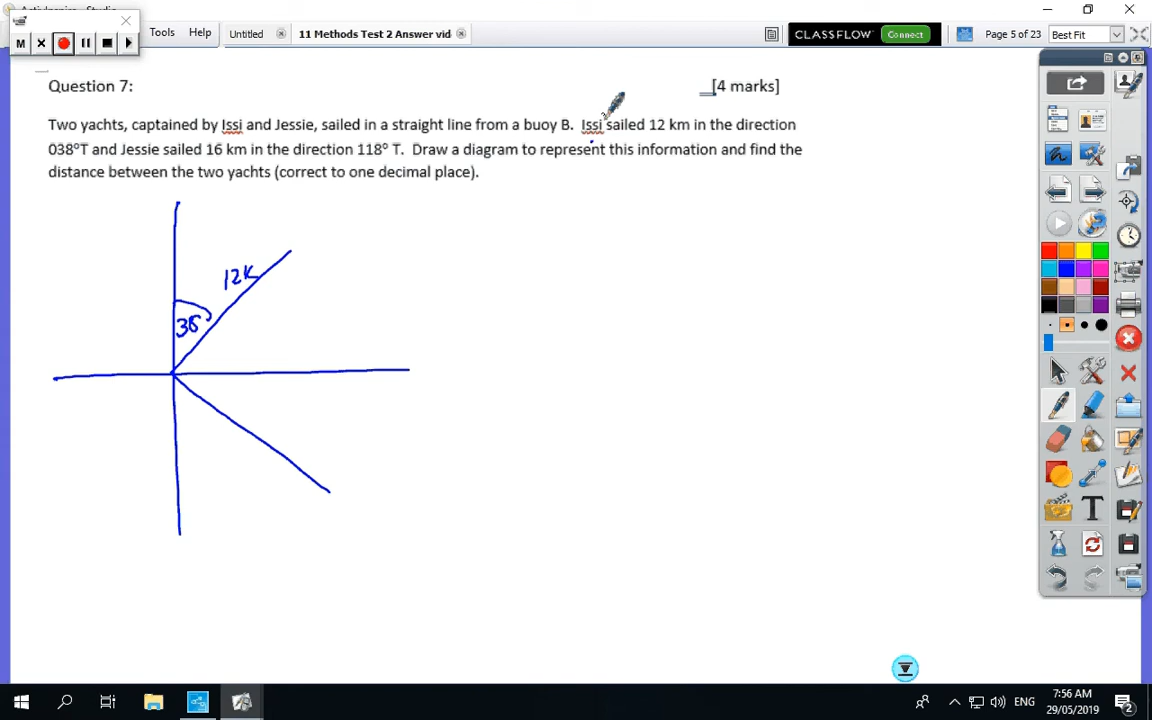 Tools Help Untitled 11 Methods Test 2 Answer vid CLASSFLOW Connect Page 5 of 23 Best Fit
M
Question 7: [4 marks]
Two yachts, captained by Issi and Jessie, sailed in a straight line from a buoy B. Issi sailed 12 km in the direction
038°T and Jessie sailed 16 km in the direction 118° T. Draw a diagram to represent this information and find the
distance between the two yachts (correct to one decimal place).
12k
38
T
ENG
7:56 AM
29/05/2019
2